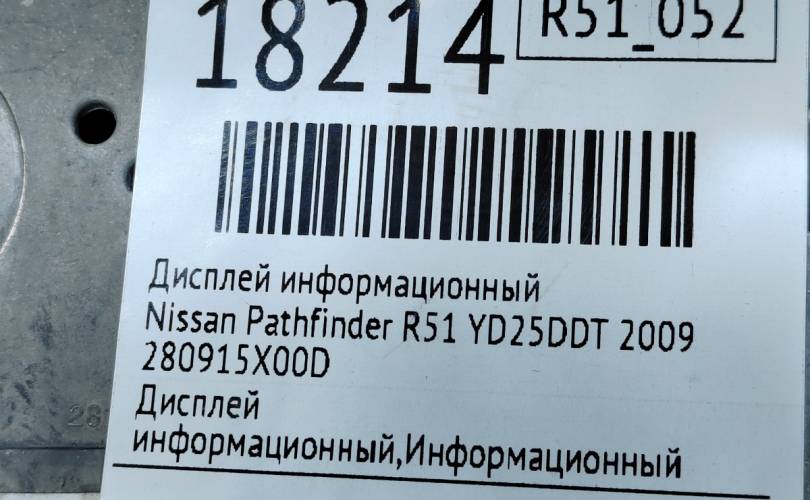 18214
R51_052
Дисплей информационный
Nissan Pathfinder R51 YD25DDT 2009
280915X00D
Дисплей
информационный,Информационный